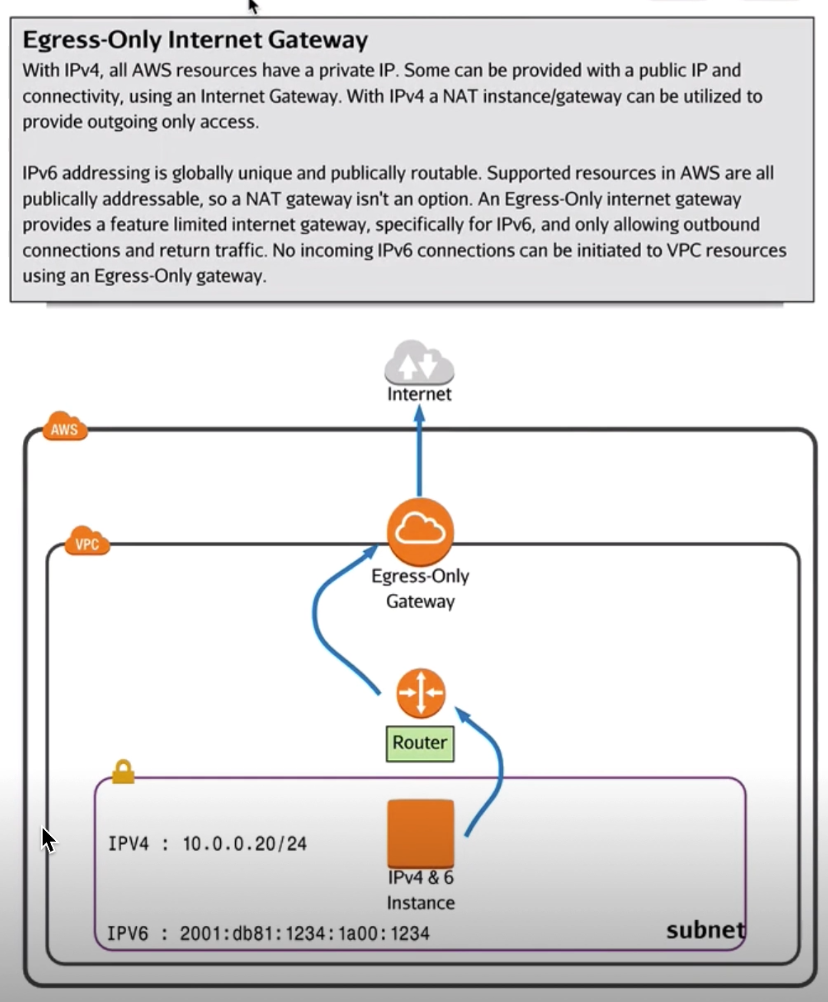 Egress-Only Internet Gateway
With IPv4, all AWS resources have a private IP. Some can be provided with a public IP and
connectivity, using an Internet Gateway. With IPv4 a NAT instance/gateway can be utilized to
provide outgoing only access.
IPv6 addressing is globally unique and publically routable. Supported resources in AWS are all
publically addressable, so a NAT gateway isn't an option. An Egress-Only internet gateway
provides a feature limited internet gateway, specifically for IPv6, and only allowing outbound
connections and return traffic. No incoming IPv6 connections can be initiated to VPC resources
using an Egress-Only gateway.
Internet
AWS
VPC
Egress-Only
Gateway
Router
IPV4 : 10.0.0.20/24
IPv4 & 6
Instance
IPV6 : 2001:db81:1234:1a00:1234
subnet